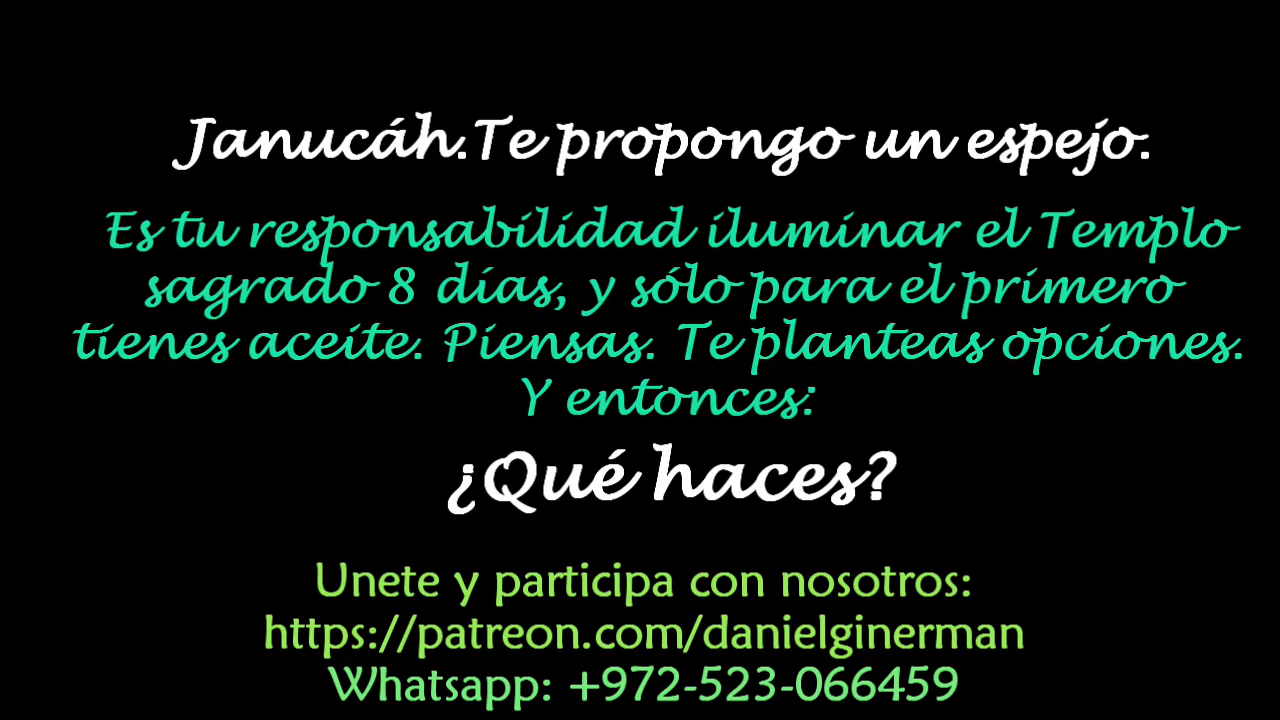 Janucáh.Te propongo un espejo.
Es tu responsabilidad iluminar el Templo
sagrado 8 días, y sólo para el primero
tienes aceite. Piensas. Te planteas opciones.
Y entonces:
¿Qué haces?
Unete y participa con nosotros:
https://patreon.com/danielginerman
Whatsapp: +972-523-066459